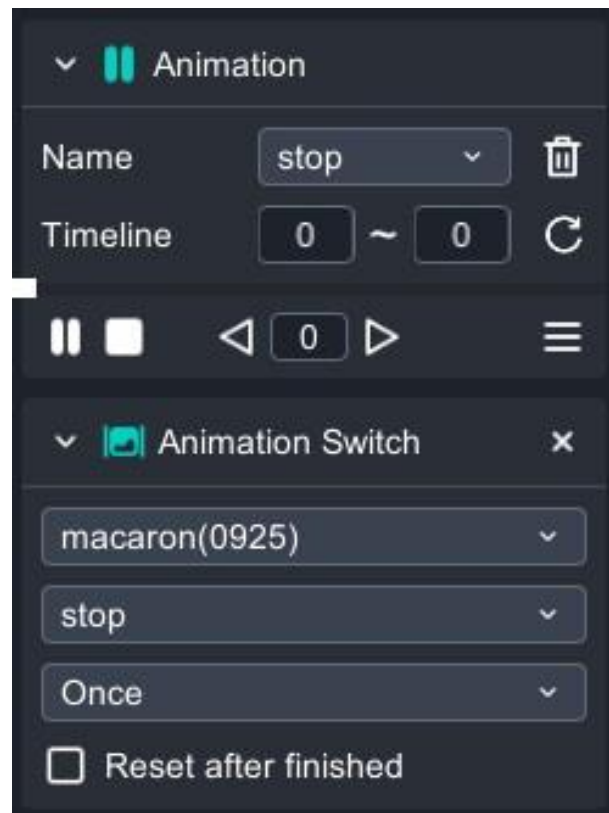 Animation
Name stop
Timeline 0 ~ 0
0
Animation Switch
macaron(0925)
stop
Once
Reset after finished